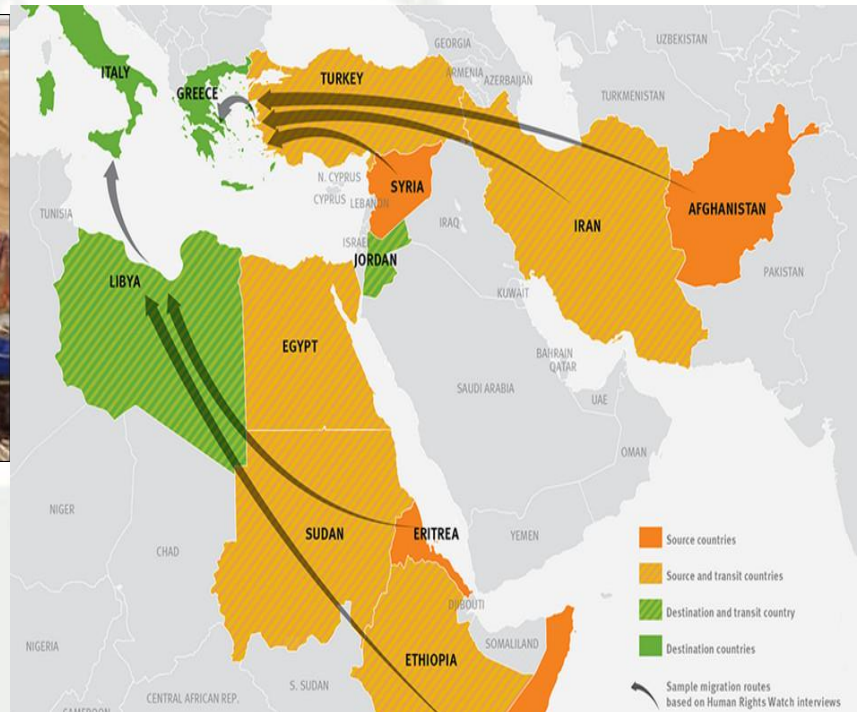 GEORGIA
UZBEKISTAN
ITALY
TURKEY
ARMENIA
AZERBAIJAN
GREECE
TURKMENISTAN
N. CYPRUS
SYRIA
CYPRUS
LEBANON
TUNISIA
AFGHANISTAN
IRAQ
IRAN
ISRAEL
JORDAN
PAKISTAN
LIBYA
KUWAIT
EGYPT
BAHRAIN
QATAR
SAUDI ARABIA
UAE
OMAN
NIGER
SUDAN
ERITREA
YEMEN
CHAD
DJIBOUTI
NIGERIA
SOMALILAND
ETHIOPIA
S. SUDAN
CENTRAL AFRICAN REP.
CAMEROON
Source countries
Source and transit countries
Destination and transit country
Destination countries
Sample migration routes
based on Human Rights Watch interviews